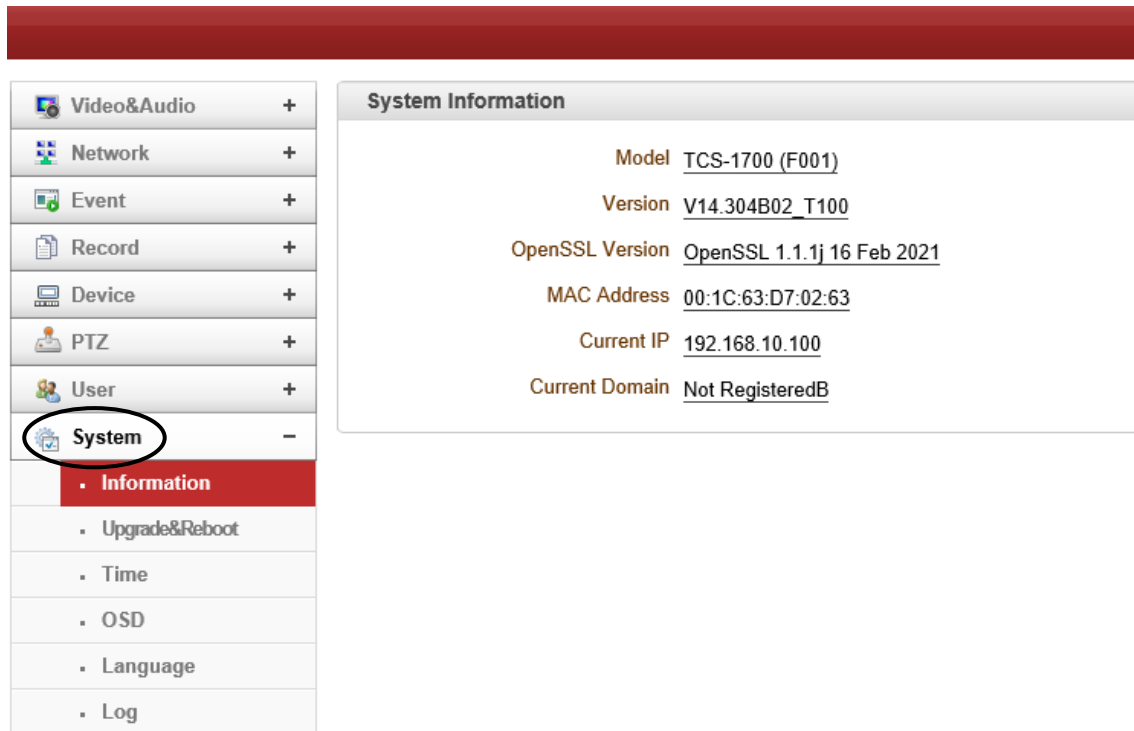 Video&Audio +
Network +
Event +
Record +
Device +
PTZ +
User +
System −
Information
Upgrade&Reboot
Time
OSD
Language
Log
System Information
Model TCS-1700 (F001)
Version V14.304B02_T100
OpenSSL Version OpenSSL 1.1.1j 16 Feb 2021
MAC Address 00:1C:63:D7:02:63
Current IP 192.168.10.100
Current Domain Not RegisteredB